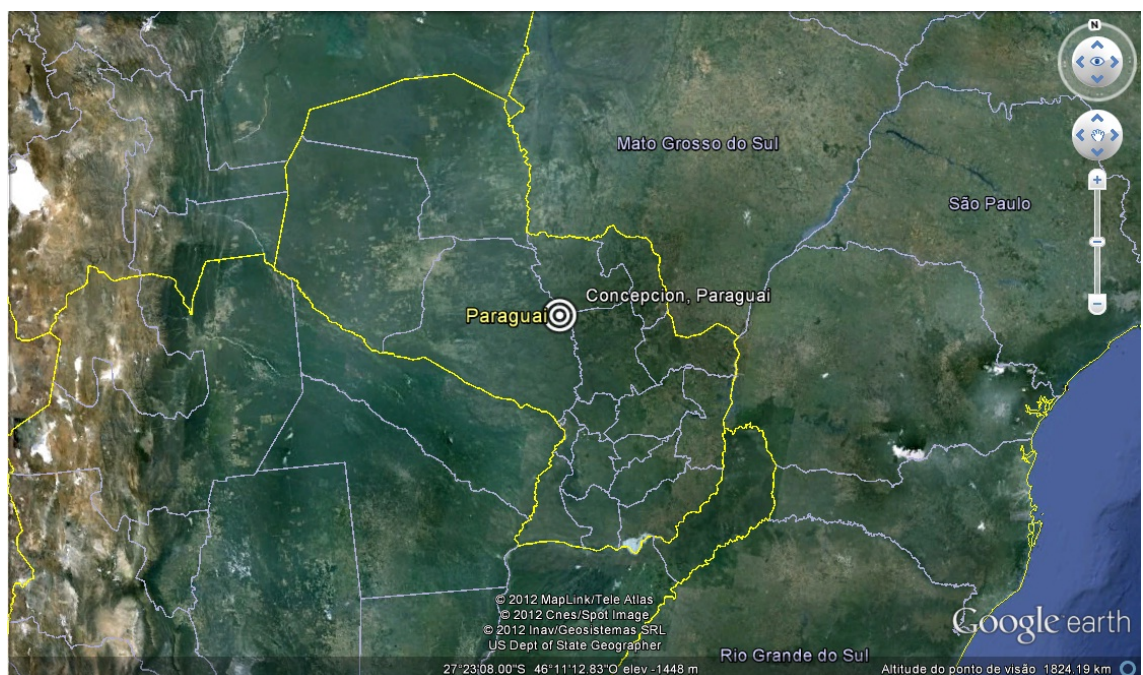 N
Mato Grosso do Sul
São Paulo
Concepcion, Paraguai
Paraguai
© 2012 MapLink/Tele Atlas
© 2012 Cnes/Spot Image
© 2012 Inav/Geosistemas SRL
US Dept of State Geographer
Google earth
Rio Grande do Sul
27°23'08.00"S 46°11'12.83"O elev -1448 m
Altitude do ponto de visão 1824.19 km